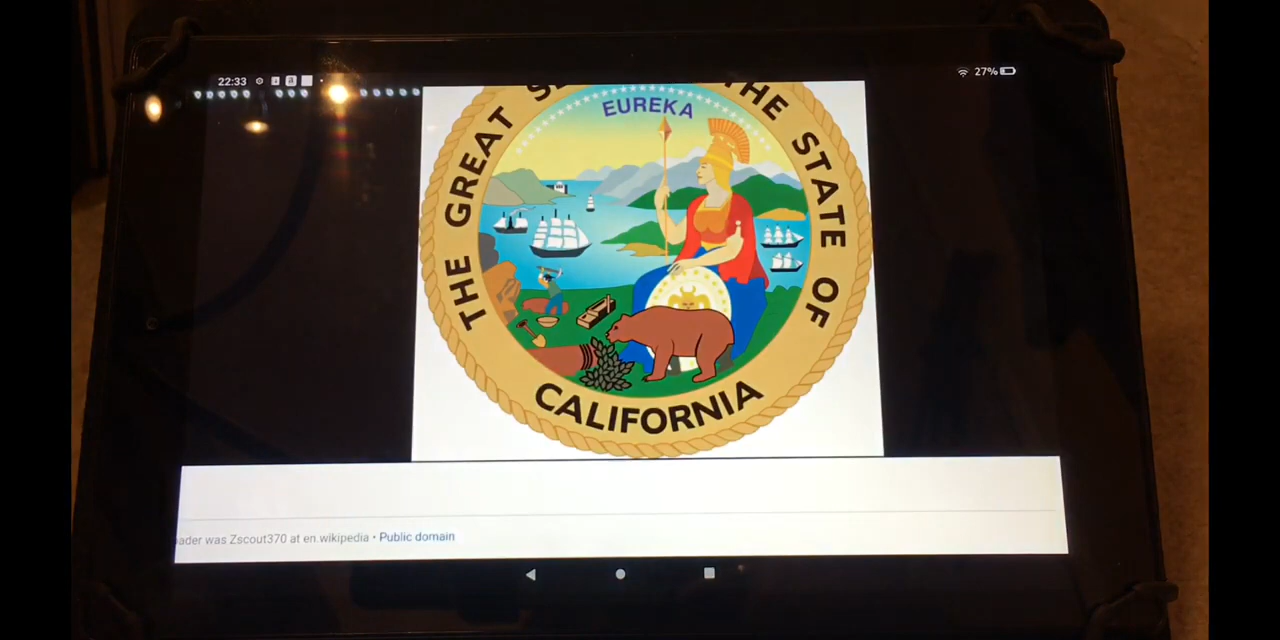 22:33
27%
THE GREAT S THE STATE OF
EUREKA
CALIFORNIA
ader was Zscout370 at en.wikipedia • Public domain